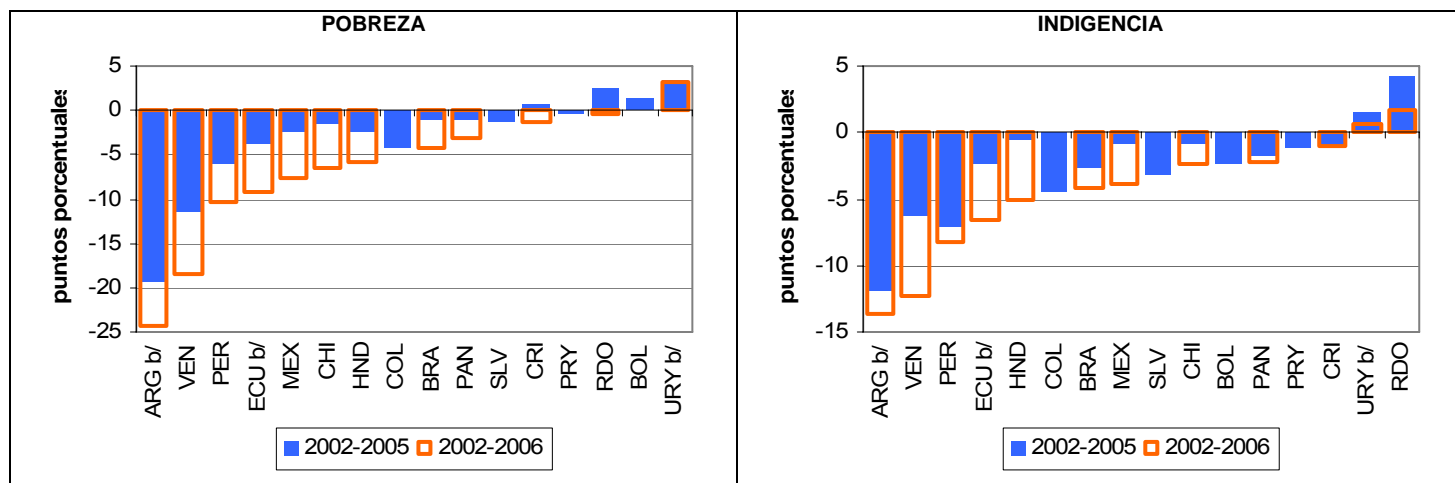 POBREZA
puntos porcentuales
5
0
-5
-10
-15
-20
-25
ARG b/
VEN
PER
ECU b/
MEX
CHI
HND
COL
BRA
PAN
SLV
CRI
PRY
RDO
BOL
URY b/
2002-2005 2002-2006
INDIGENCIA
puntos porcentuales
5
0
-5
-10
-15
ARG b/
VEN
PER
ECU b/
HND
COL
BRA
MEX
SLV
CHI
BOL
PAN
PRY
CRI
URY b/
RDO
2002-2005 2002-2006